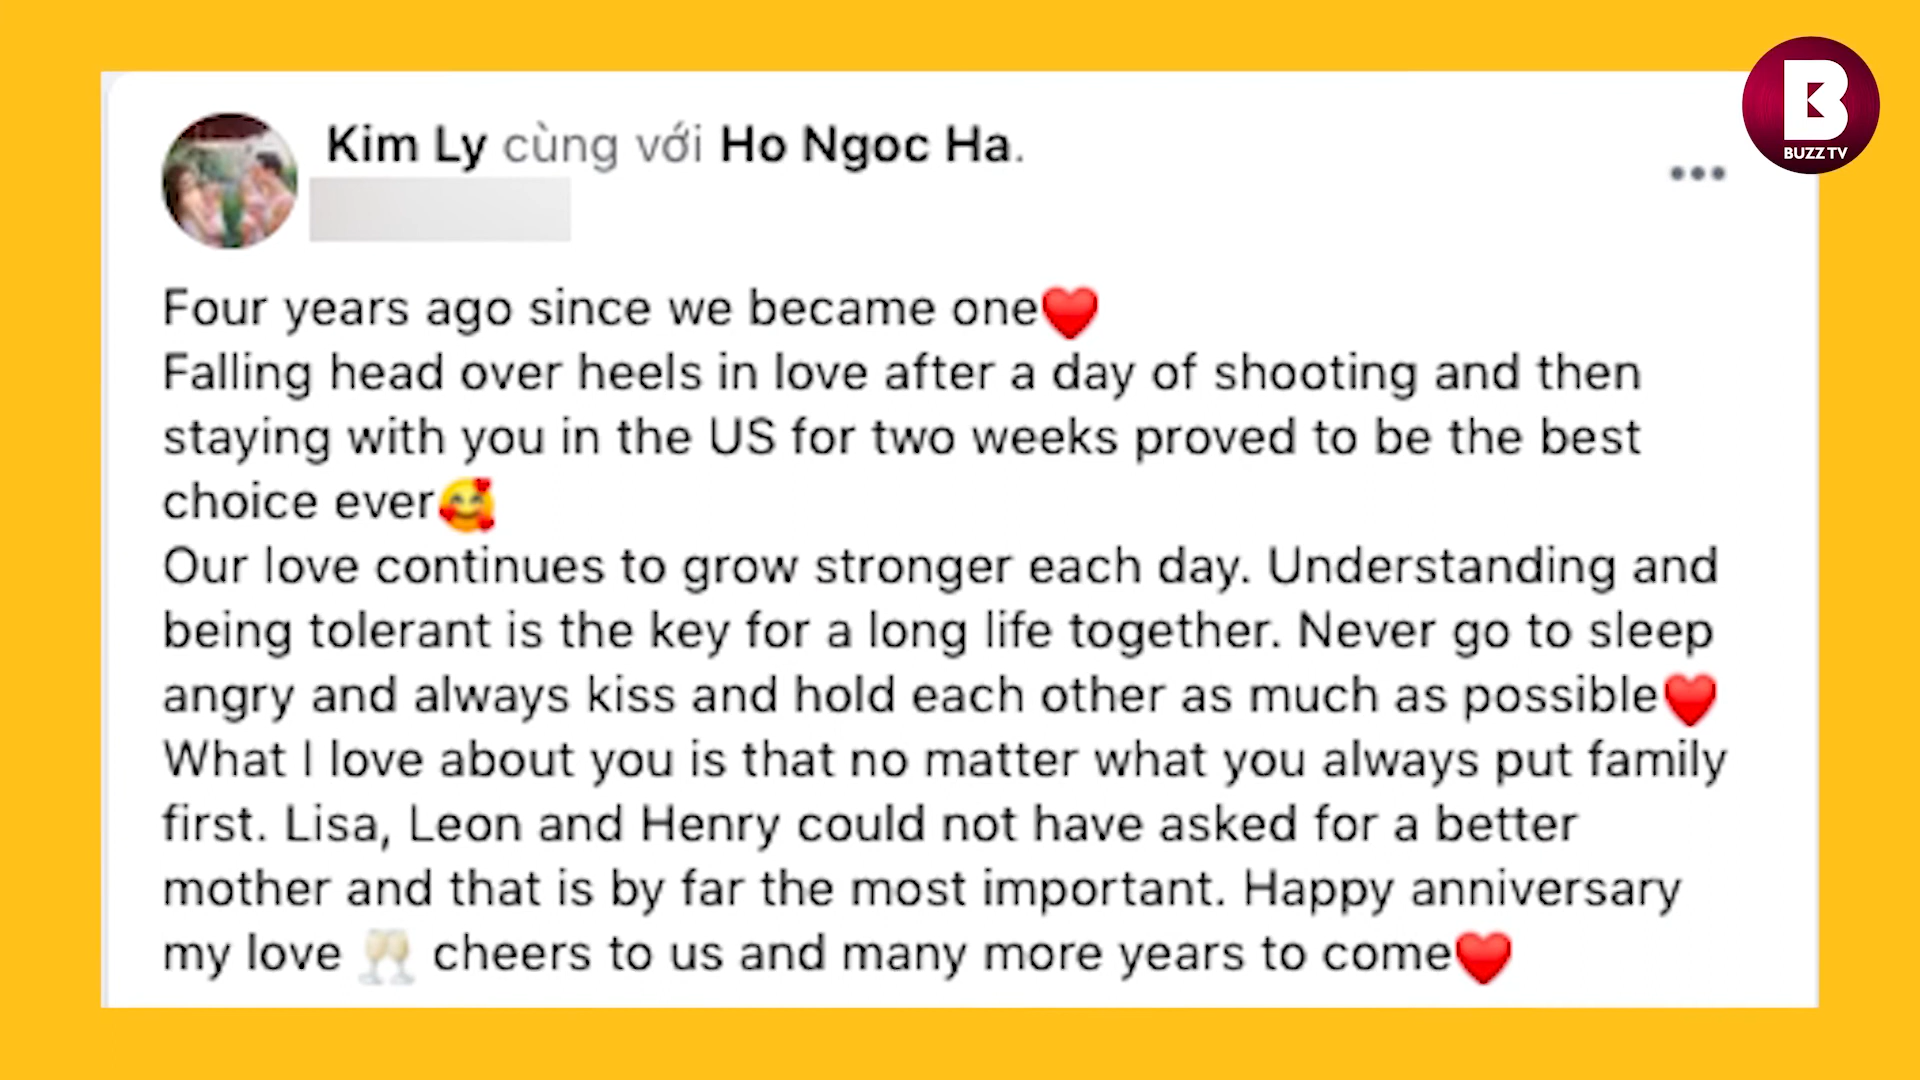 BUZZ TV
Kim Ly cùng với Ho Ngoc Ha.
Four years ago since we became one❤️
Falling head over heels in love after a day of shooting and then
staying with you in the US for two weeks proved to be the best
choice ever🥰
Our love continues to grow stronger each day. Understanding and
being tolerant is the key for a long life together. Never go to sleep
angry and always kiss and hold each other as much as possible❤️
What I love about you is that no matter what you always put family
first. Lisa, Leon and Henry could not have asked for a better
mother and that is by far the most important. Happy anniversary
my love 🥂 cheers to us and many more years to come❤️